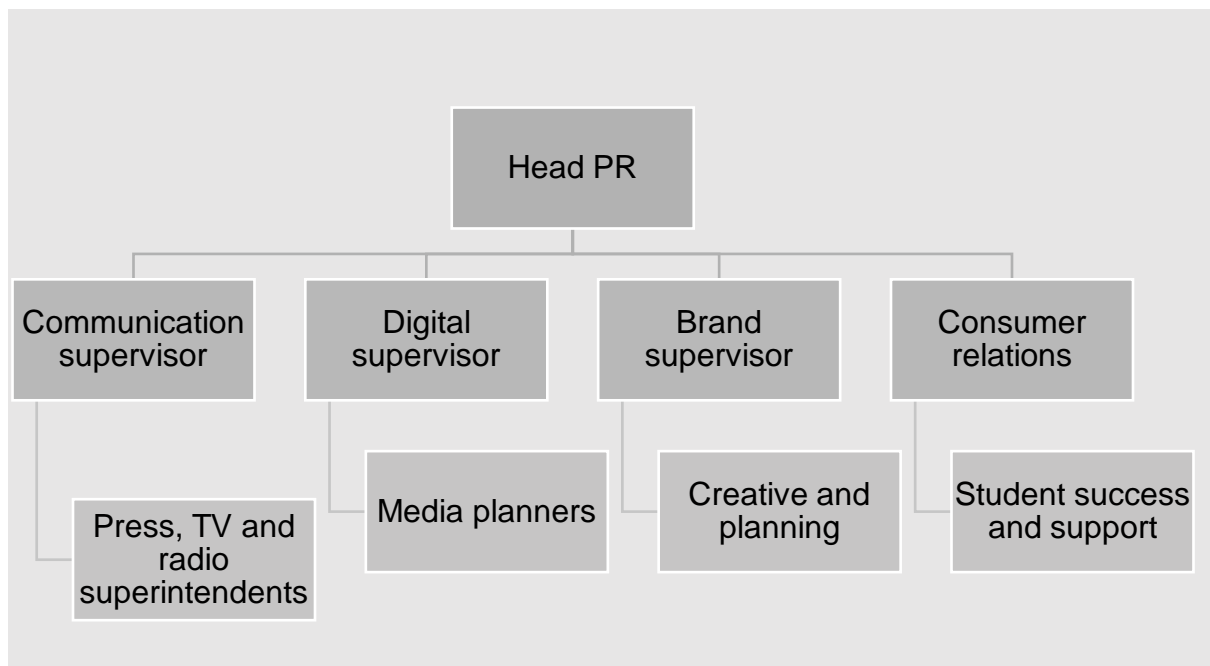 Head PR
Communication
supervisor
Digital
supervisor
Brand
supervisor
Consumer
relations
Press, TV and
radio
superintendents
Media planners
Creative and
planning
Student success
and support